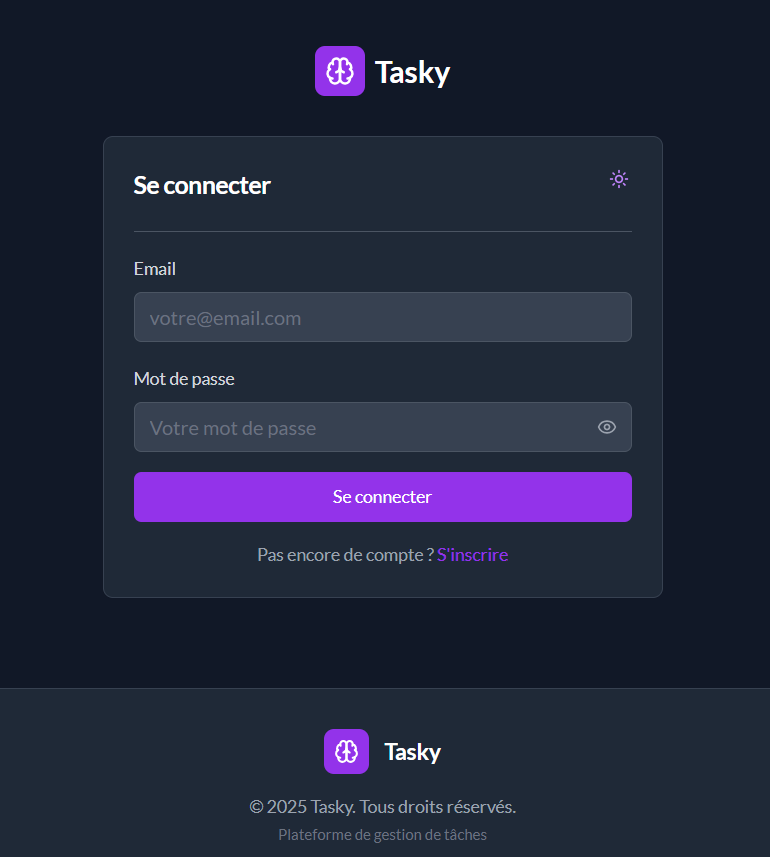 Tasky
Se connecter
Email
votre@email.com
Mot de passe
Votre mot de passe
Se connecter
Pas encore de compte ? S'inscrire
Tasky
© 2025 Tasky. Tous droits réservés.
Plateforme de gestion de tâches